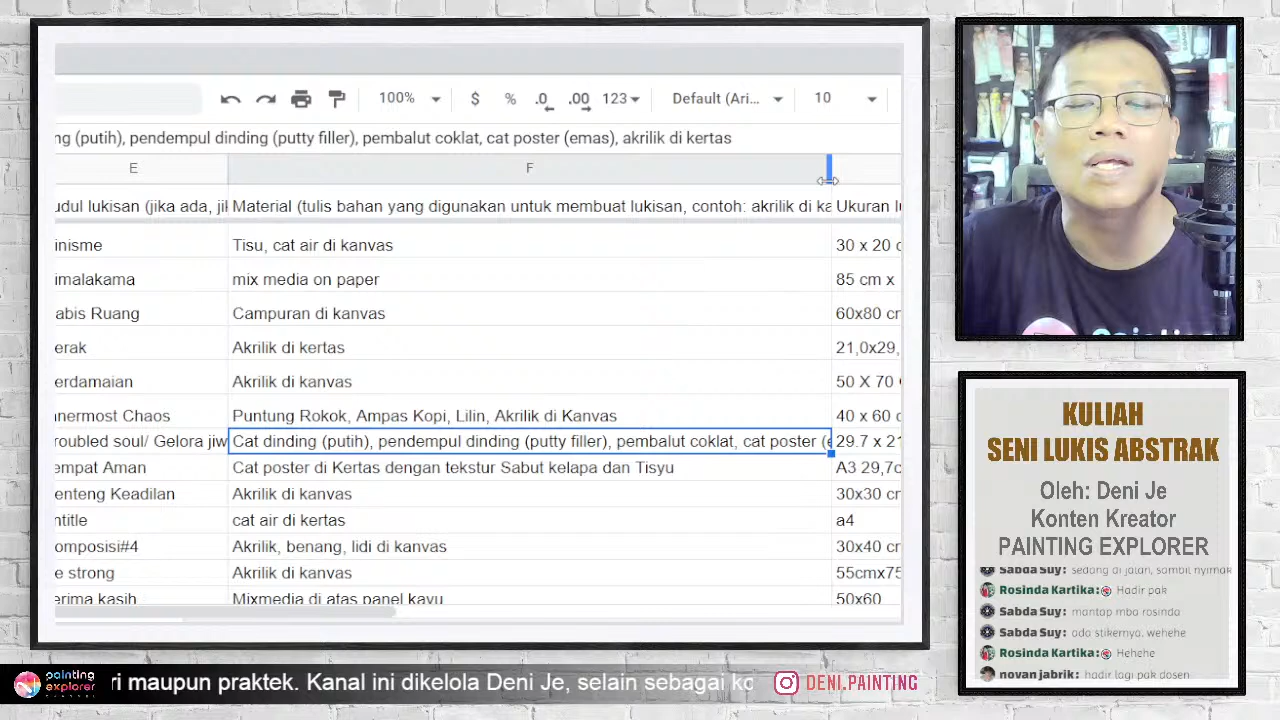 100% $ % .0 .00 123 Default (Ari... 10
ng (putih), pendempul dinding (putty filler), pembalut coklat, cat poster (emas), akrilik di kertas
E F
udul lukisan (jika ada, jik Material (tulis bahan yang digunakan untuk membuat lukisan, contoh: akrilik di ka Ukuran lu
inisme Tisu, cat air di kanvas 30 x 20 c
imalakama mix media on paper 85 cm x
abis Ruang Campuran di kanvas 60x80 cm
erak Akrilik di kertas 21,0x29,
erdamaian Akrilik di kanvas 50 X 70
nnermost Chaos Puntung Rokok, Ampas Kopi, Lilin, Akrilik di Kanvas 40 x 60 c
roubled soul/ Gelora jiw Cat dinding (putih), pendempul dinding (putty filler), pembalut coklat, cat poster (e 29.7 x 21
empat Aman Cat poster di Kertas dengan tekstur Sabut kelapa dan Tisyu A3 29,7c
enteng Keadilan Akrilik di kanvas 30x30 cm
ntitle cat air di kertas a4
omposisi#4 Akrilik, benang, lidi di kanvas 30x40 cm
e strong Akrilik di kanvas 55cmx75
erima kasih Mixmedia di atas panel kayu 50x60
KULIAH
SENI LUKIS ABSTRAK
Oleh: Deni Je
Konten Kreator
PAINTING EXPLORER
Sabda Suy: sedang di jalan, sambil nyimak
Rosinda Kartika: Hadir pak
Sabda Suy: mantap mba rosinda
Sabda Suy: ada stikernya, wehehe
Rosinda Kartika: Hehehe
novan jabrik: hadir lagi pak dosen
painting
explorer
ri maupun praktek. Kanal ini dikelola Deni Je, selain sebagai ko
DENI.PAINTING